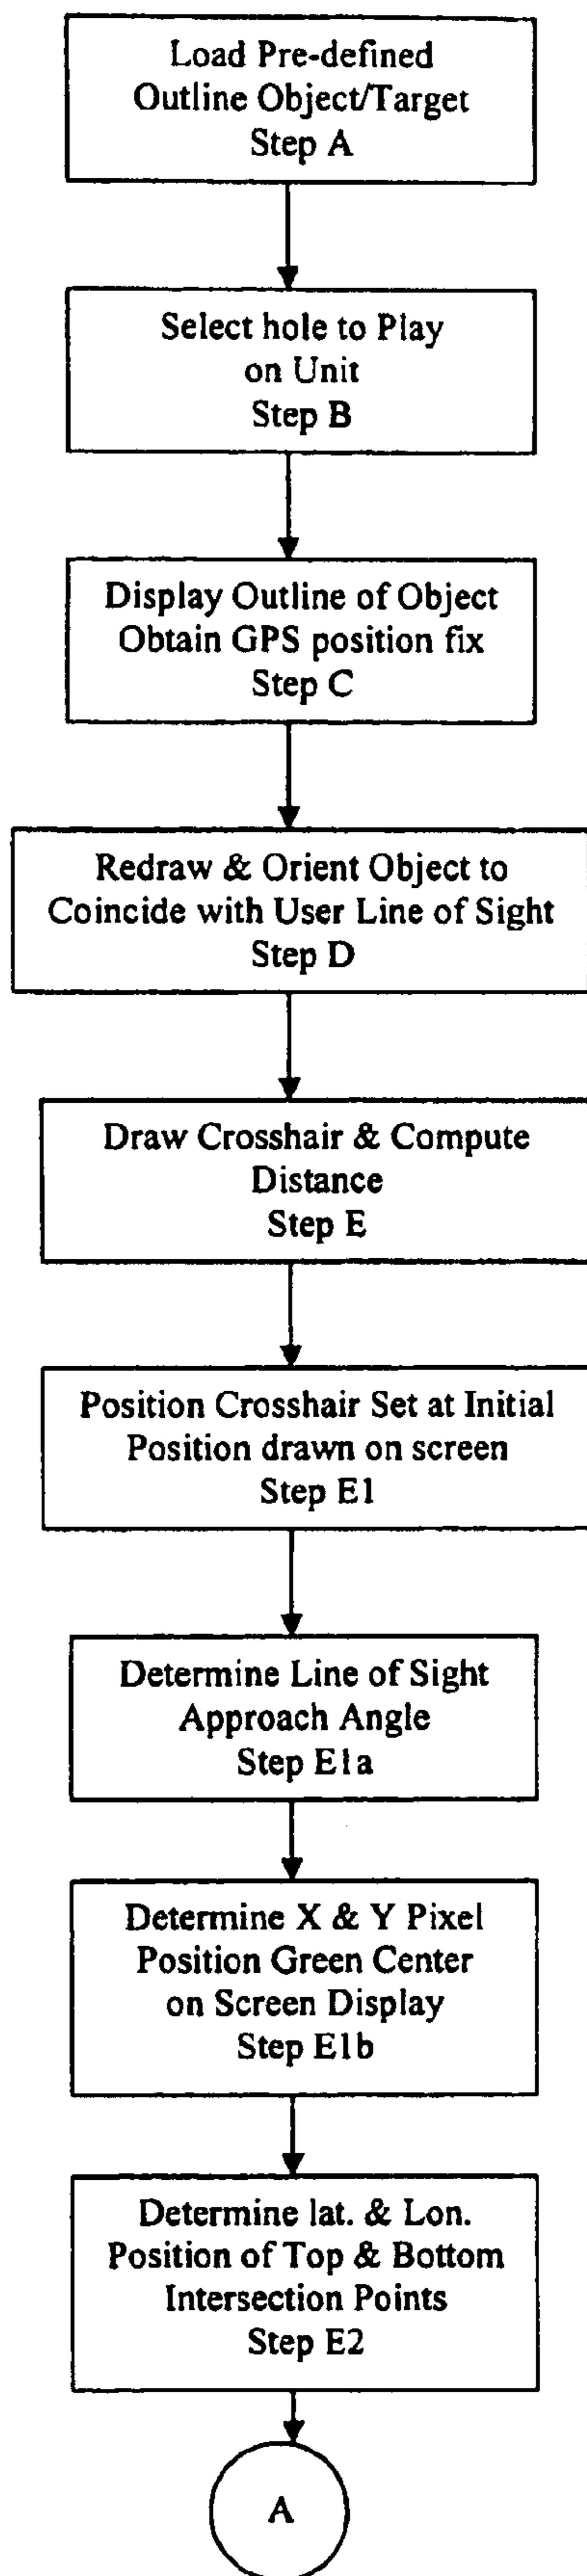 Load Pre-defined
Outline Object/Target
Step A
Select hole to Play
on Unit
Step B
Display Outline of Object
Obtain GPS position fix
Step C
Redraw & Orient Object to
Coincide with User Line of Sight
Step D
Draw Crosshair & Compute
Distance
Step E
Position Crosshair Set at Initial
Position drawn on screen
Step E1
Determine Line of Sight
Approach Angle
Step E1a
Determine X & Y Pixel
Position Green Center
on Screen Display
Step E1b
Determine lat. & Lon.
Position of Top & Bottom
Intersection Points
Step E2
A